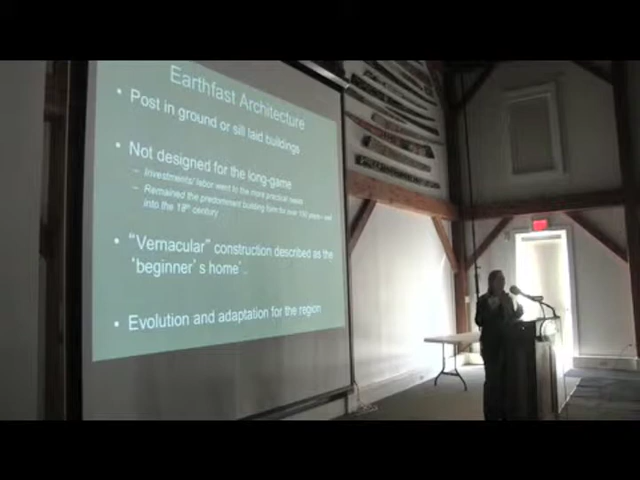 Earthfast Architecture
• Post in ground or sill laid buildings
• Not designed for the long-game
– Investments/ labor went to the more practical needs
– Remained the predominant building form for over 150 years – well
into the 19th century
• “Vernacular” construction described as the
‘beginner’s home’.
• Evolution and adaptation for the region